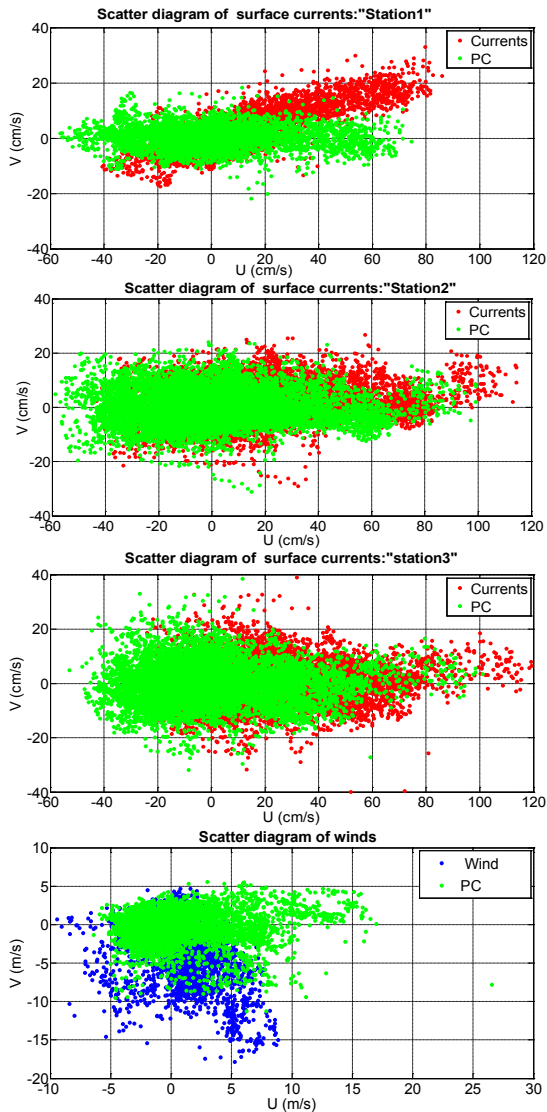 Scatter diagram of surface currents:"Station1"
40
20
0
-20
-40
V (cm/s)
Currents
PC
-60 -40 -20 0 20 40 60 80 100 120
U (cm/s)
Scatter diagram of surface currents:"Station2"
40
20
0
-20
-40
V (cm/s)
Currents
PC
-60 -40 -20 0 20 40 60 80 100 120
U (cm/s)
Scatter diagram of surface currents:"station3"
40
20
0
-20
-40
V (cm/s)
Currents
PC
-60 -40 -20 0 20 40 60 80 100 120
U (cm/s)
Scatter diagram of winds
10
5
0
-5
-10
-15
-20
V (m/s)
Wind
PC
-10 -5 0 5 10 15 20 25 30
U (m/s)